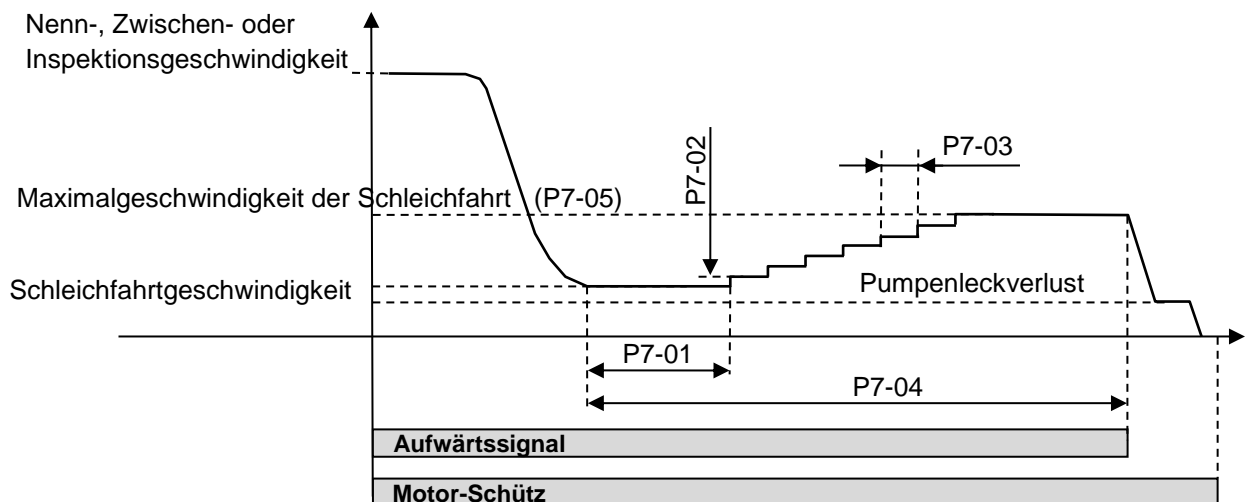 Nenn-, Zwischen- oder
Inspektionsgeschwindigkeit
P7-02
P7-03
Maximalgeschwindigkeit der Schleichfahrt (P7-05)
Schleichfahrtgeschwindigkeit
Pumpenleckverlust
P7-01
P7-04
Aufwärtssignal
Motor-Schütz